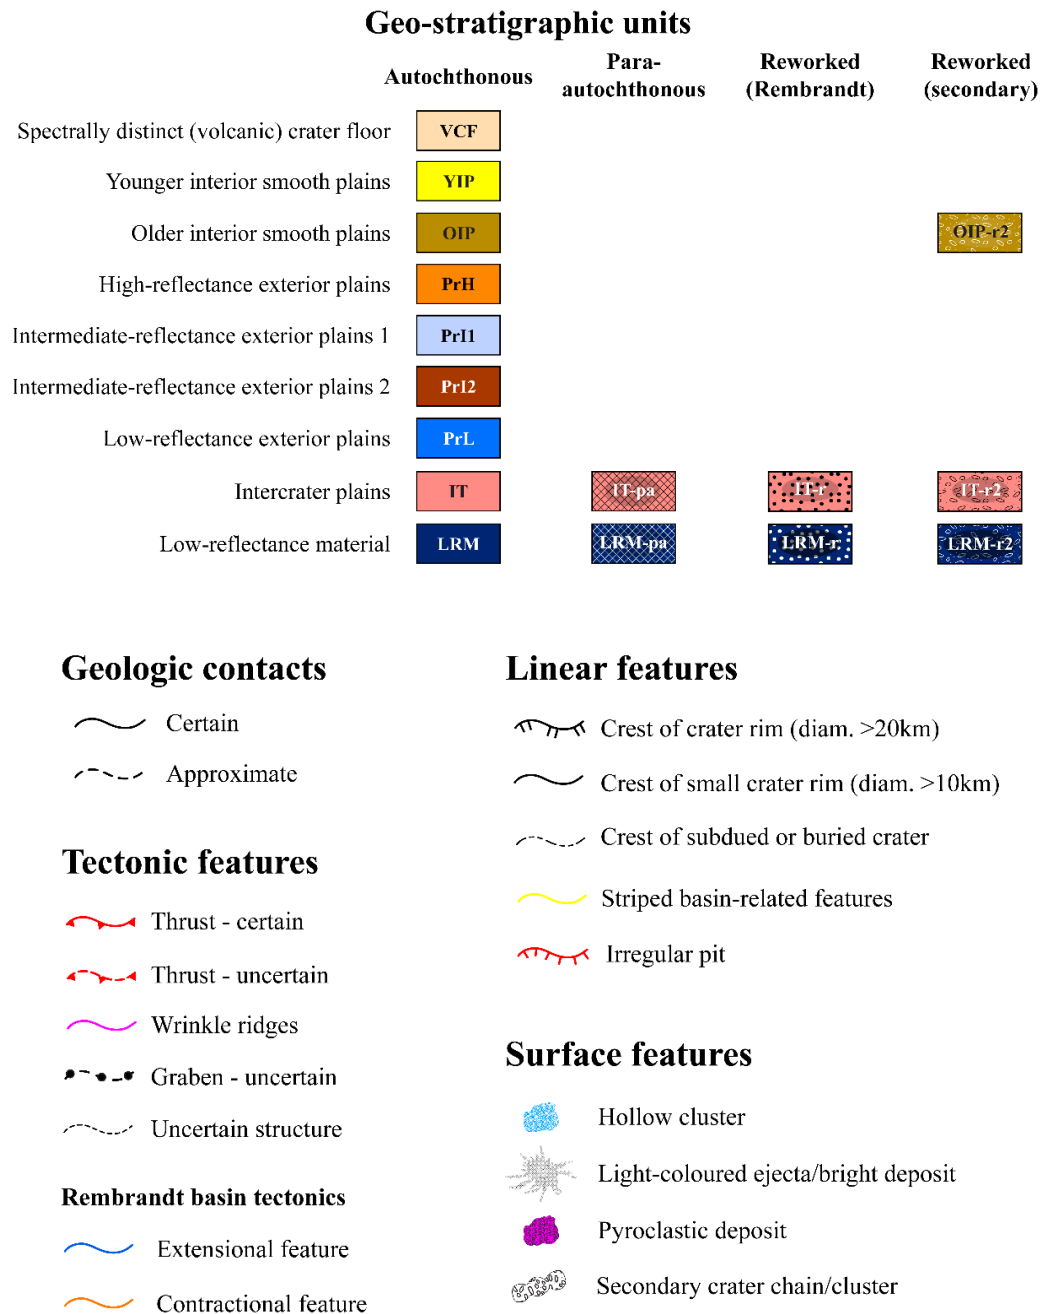 Geo-stratigraphic units
Autochthonous
Para-
autochthonous
Reworked
(Rembrandt)
Reworked
(secondary)
Spectrally distinct (volcanic) crater floor VCF
Younger interior smooth plains YIP
Older interior smooth plains OIP OIP-r2
High-reflectance exterior plains PrH
Intermediate-reflectance exterior plains 1 PrI1
Intermediate-reflectance exterior plains 2 PrI2
Low-reflectance exterior plains PrL
Intercrater plains IT IT-pa IT-r IT-r2
Low-reflectance material LRM LRM-pa LRM-r LRM-r2
Geologic contacts
Certain
Approximate
Tectonic features
Thrust - certain
Thrust - uncertain
Wrinkle ridges
Graben - uncertain
Uncertain structure
Rembrandt basin tectonics
Extensional feature
Contractional feature
Linear features
Crest of crater rim (diam. >20km)
Crest of small crater rim (diam. >10km)
Crest of subdued or buried crater
Striped basin-related features
Irregular pit
Surface features
Hollow cluster
Light-coloured ejecta/bright deposit
Pyroclastic deposit
Secondary crater chain/cluster